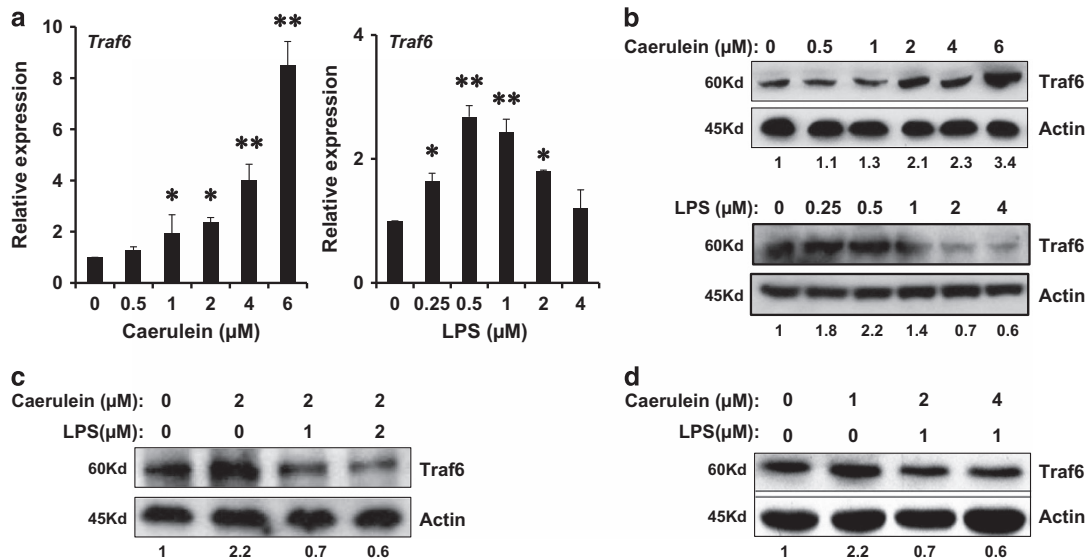 a
Traf6
Relative expression
10
8
6
4
2
0
* * ** **
0 0.5 1 2 4 6
Caerulein (µM)
Traf6
Relative expression
4
2
0
* ** ** *
0 0.25 0.5 1 2 4
LPS (µM)
b
Caerulein (µM): 0 0.5 1 2 4 6
60Kd Traf6
45Kd Actin
1 1.1 1.3 2.1 2.3 3.4
LPS (µM): 0 0.25 0.5 1 2 4
60Kd Traf6
45Kd Actin
1 1.8 2.2 1.4 0.7 0.6
c
Caerulein (µM): 0 2 2 2
LPS(µM): 0 0 1 2
60Kd Traf6
45Kd Actin
1 2.2 0.7 0.6
d
Caerulein (µM): 0 1 2 4
LPS(µM): 0 0 1 1
60Kd Traf6
45Kd Actin
1 2.2 0.7 0.6